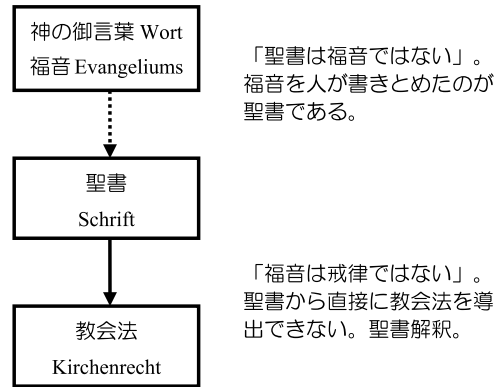 神の御言葉 Wort
福音 Evangeliums
「聖書は福音ではない」。
福音を人が書きとめたのが
聖書である。
聖書
Schrift
「福音は戒律ではない」。
聖書から直接に教会法を導
出できない。聖書解釈。
教会法
Kirchenrecht